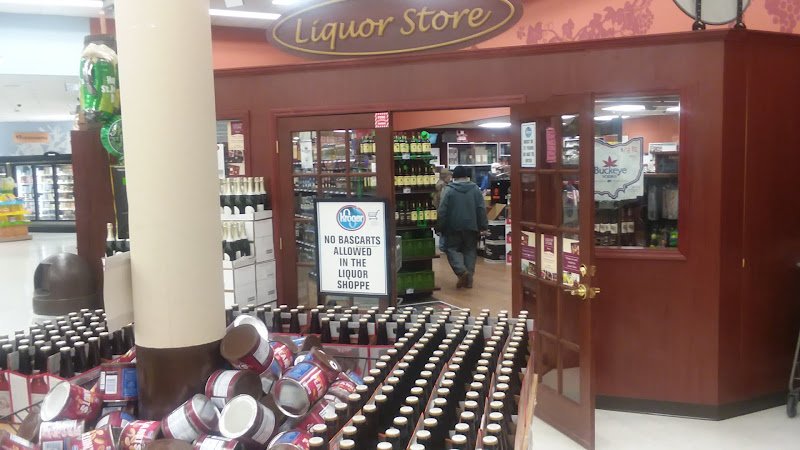 Liquor Store
Kroger
NO BASCARTS
ALLOWED
IN THE
LIQUOR
SHOPPE
Buckeye